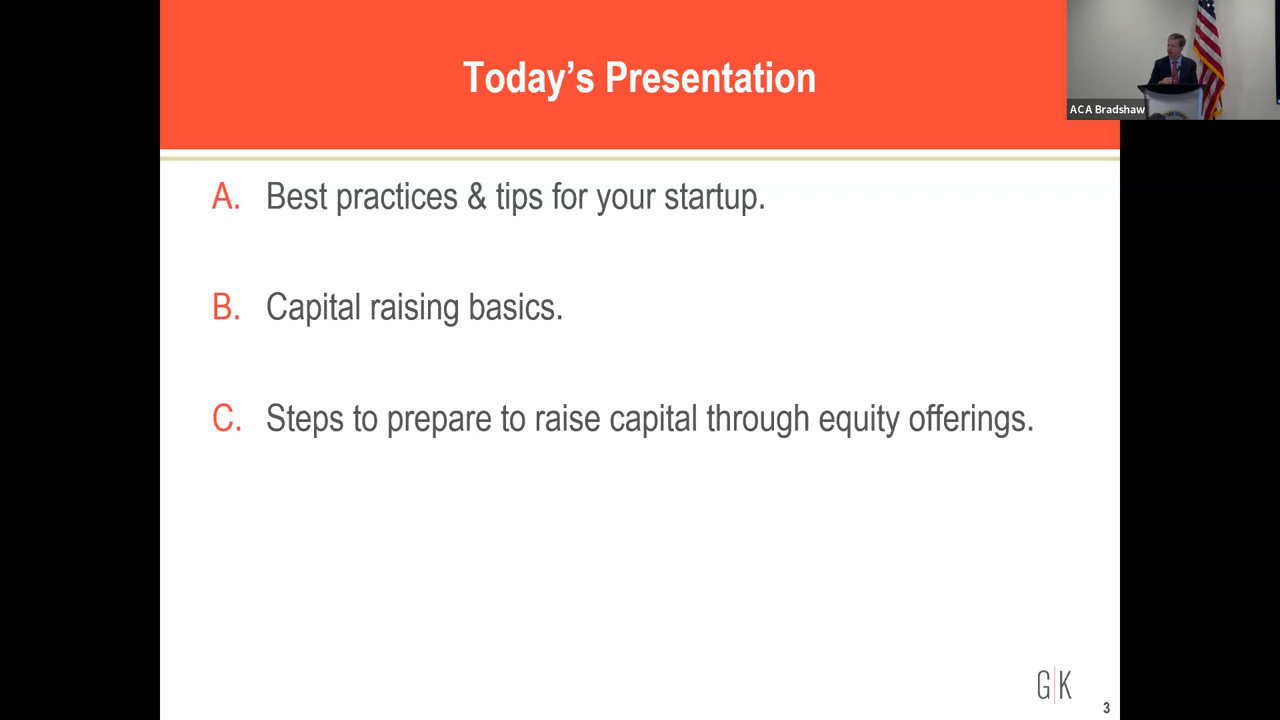 Today's Presentation
ACA Bradshaw
A. Best practices & tips for your startup.
B. Capital raising basics.
C. Steps to prepare to raise capital through equity offerings.
G|K
3